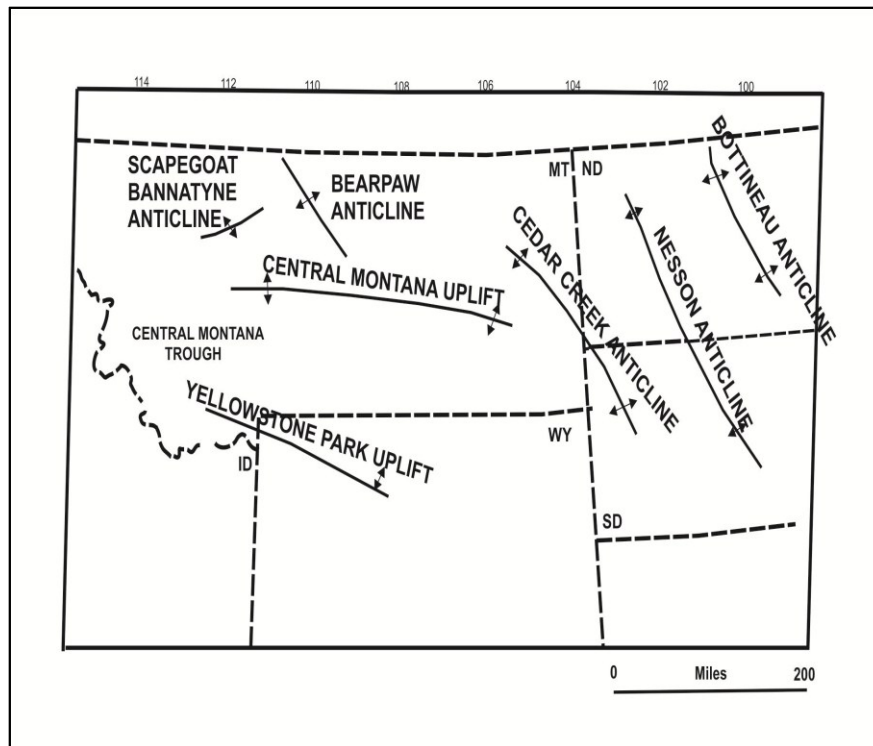 114 112 110 108 106 104 102 100
SCAPEGOAT
BANNATYNE
ANTICLINE
BEARPAW
ANTICLINE
MT ND
BOTTINEAU ANTICLINE
NESSON ANTICLINE
CEDAR CREEK ANTICLINE
CENTRAL MONTANA UPLIFT
CENTRAL MONTANA
TROUGH
YELLOWSTONE PARK UPLIFT
ID
WY
SD
0 Miles 200